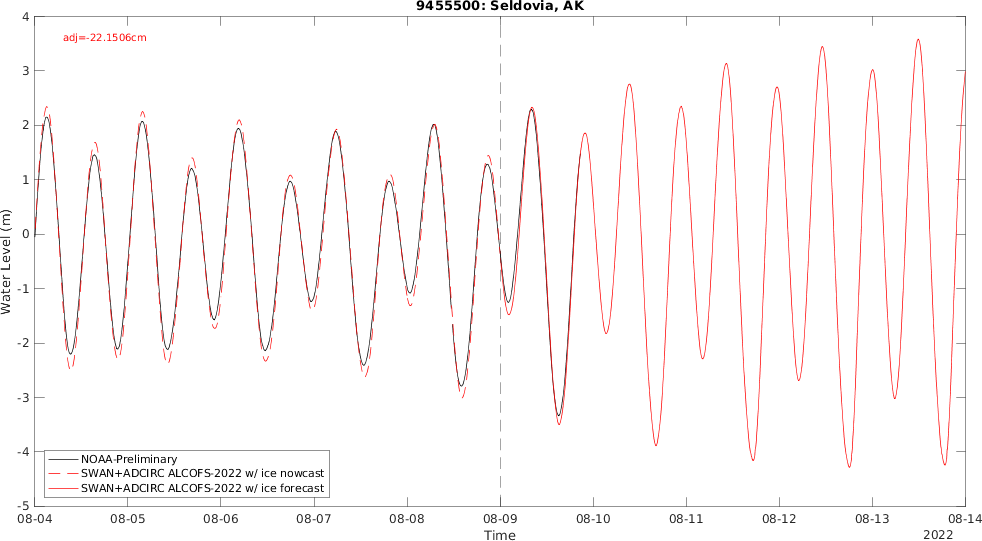 9455500: Seldovia, AK
adj=-22.1506cm
Water Level (m)
4
3
2
1
0
-1
-2
-3
-4
-5
NOAA-Preliminary
SWAN+ADCIRC ALCOFS-2022 w/ ice nowcast
SWAN+ADCIRC ALCOFS-2022 w/ ice forecast
08-04 08-05 08-06 08-07 08-08 08-09 08-10 08-11 08-12 08-13 08-14
Time
2022